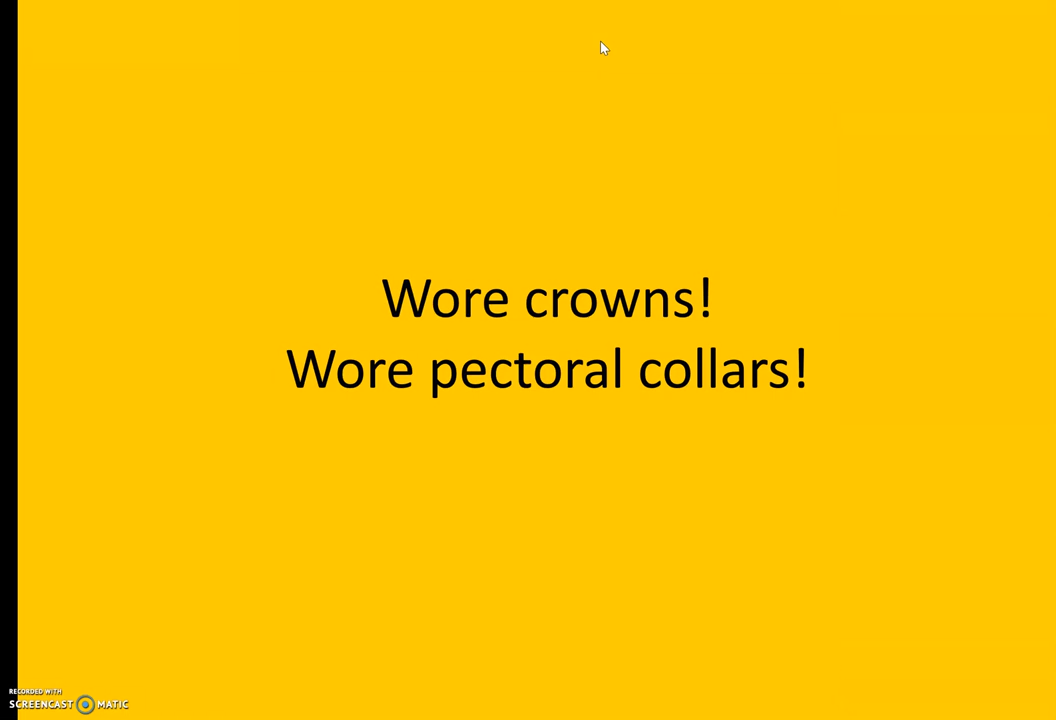 Wore crowns!
Wore pectoral collars!
RECORDED WITH
SCREENCAST MATIC